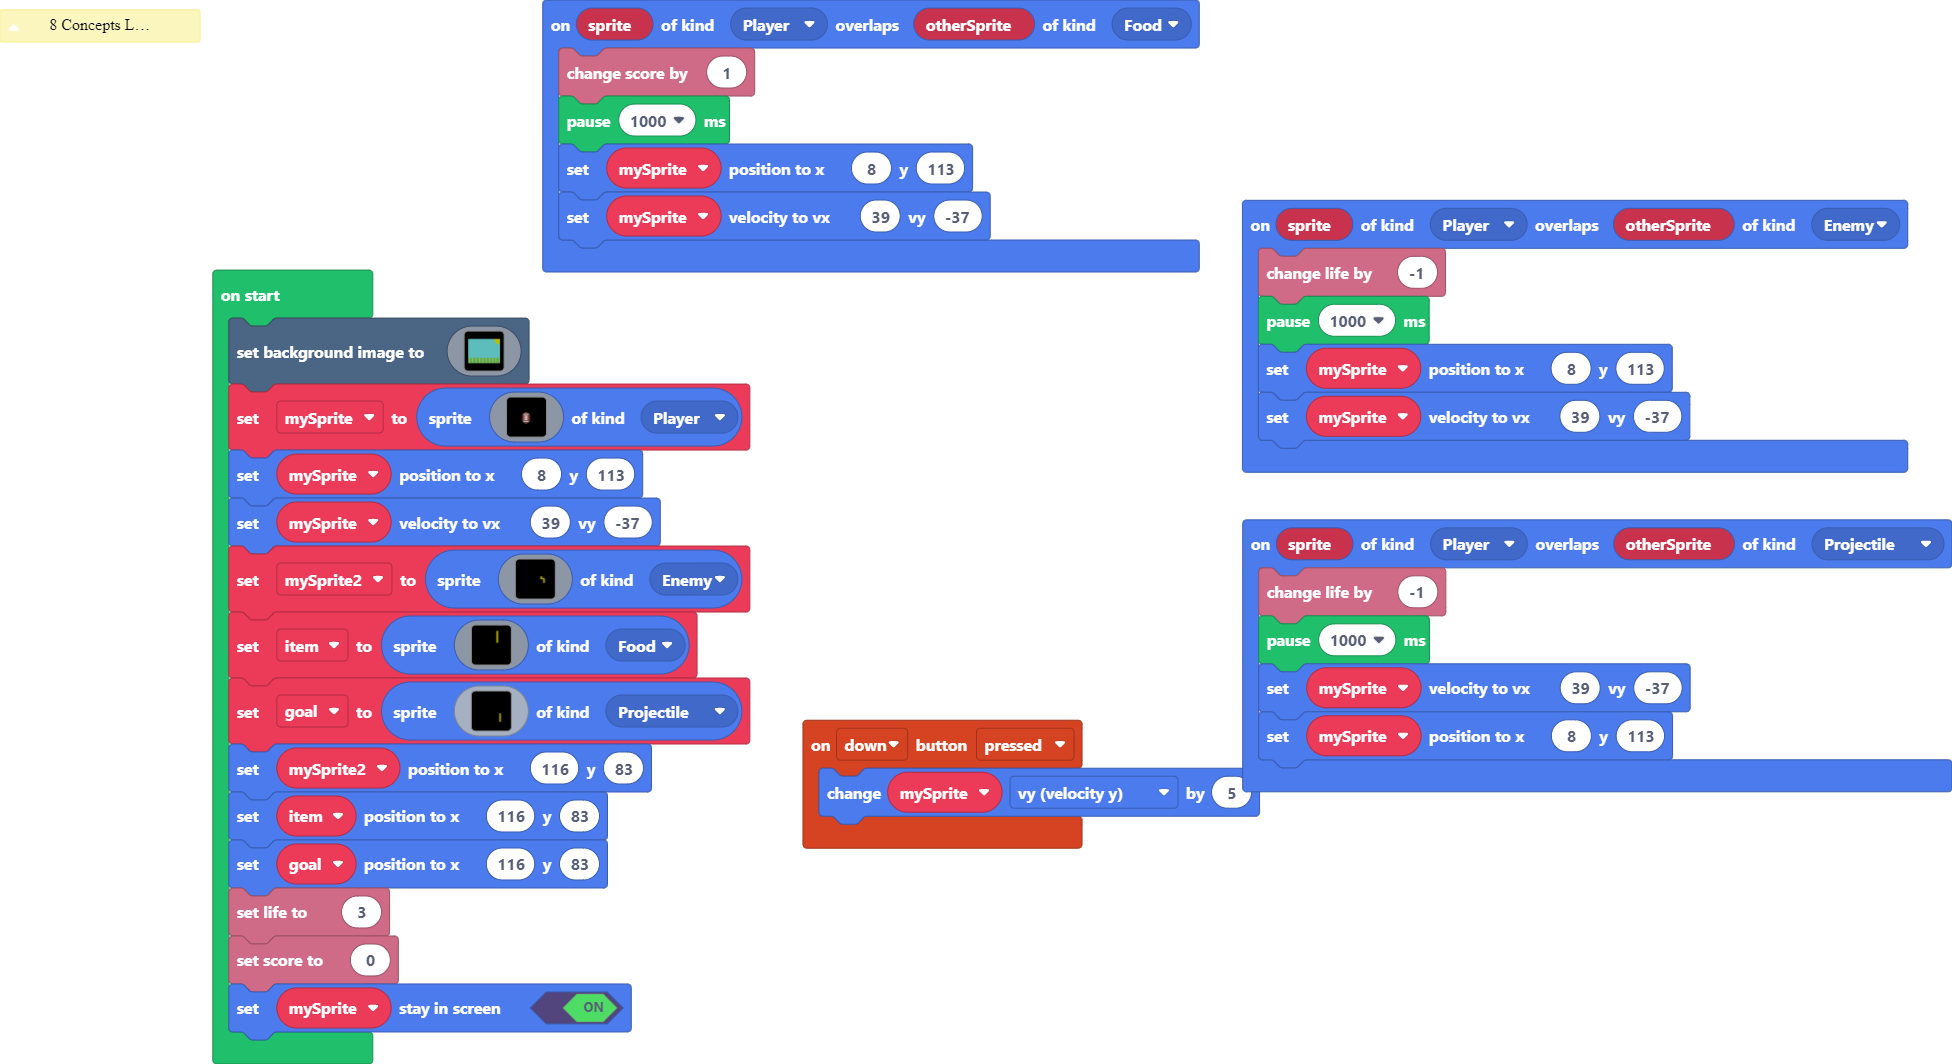 8 Concepts L...
on sprite of kind Player overlaps otherSprite of kind Food
change score by 1
pause 1000 ms
set mySprite position to x 8 y 113
set mySprite velocity to vx 39 vy -37
on start
set background image to
set mySprite to sprite of kind Player
set mySprite position to x 8 y 113
set mySprite velocity to vx 39 vy -37
set mySprite2 to sprite of kind Enemy
set item to sprite of kind Food
set goal to sprite of kind Projectile
set mySprite2 position to x 116 y 83
set item position to x 116 y 83
set goal position to x 116 y 83
set life to 3
set score to 0
set mySprite stay in screen ON
on down button pressed
change mySprite vy (velocity y) by 5
on sprite of kind Player overlaps otherSprite of kind Enemy
change life by -1
pause 1000 ms
set mySprite position to x 8 y 113
set mySprite velocity to vx 39 vy -37
on sprite of kind Player overlaps otherSprite of kind Projectile
change life by -1
pause 1000 ms
set mySprite velocity to vx 39 vy -37
set mySprite position to x 8 y 113